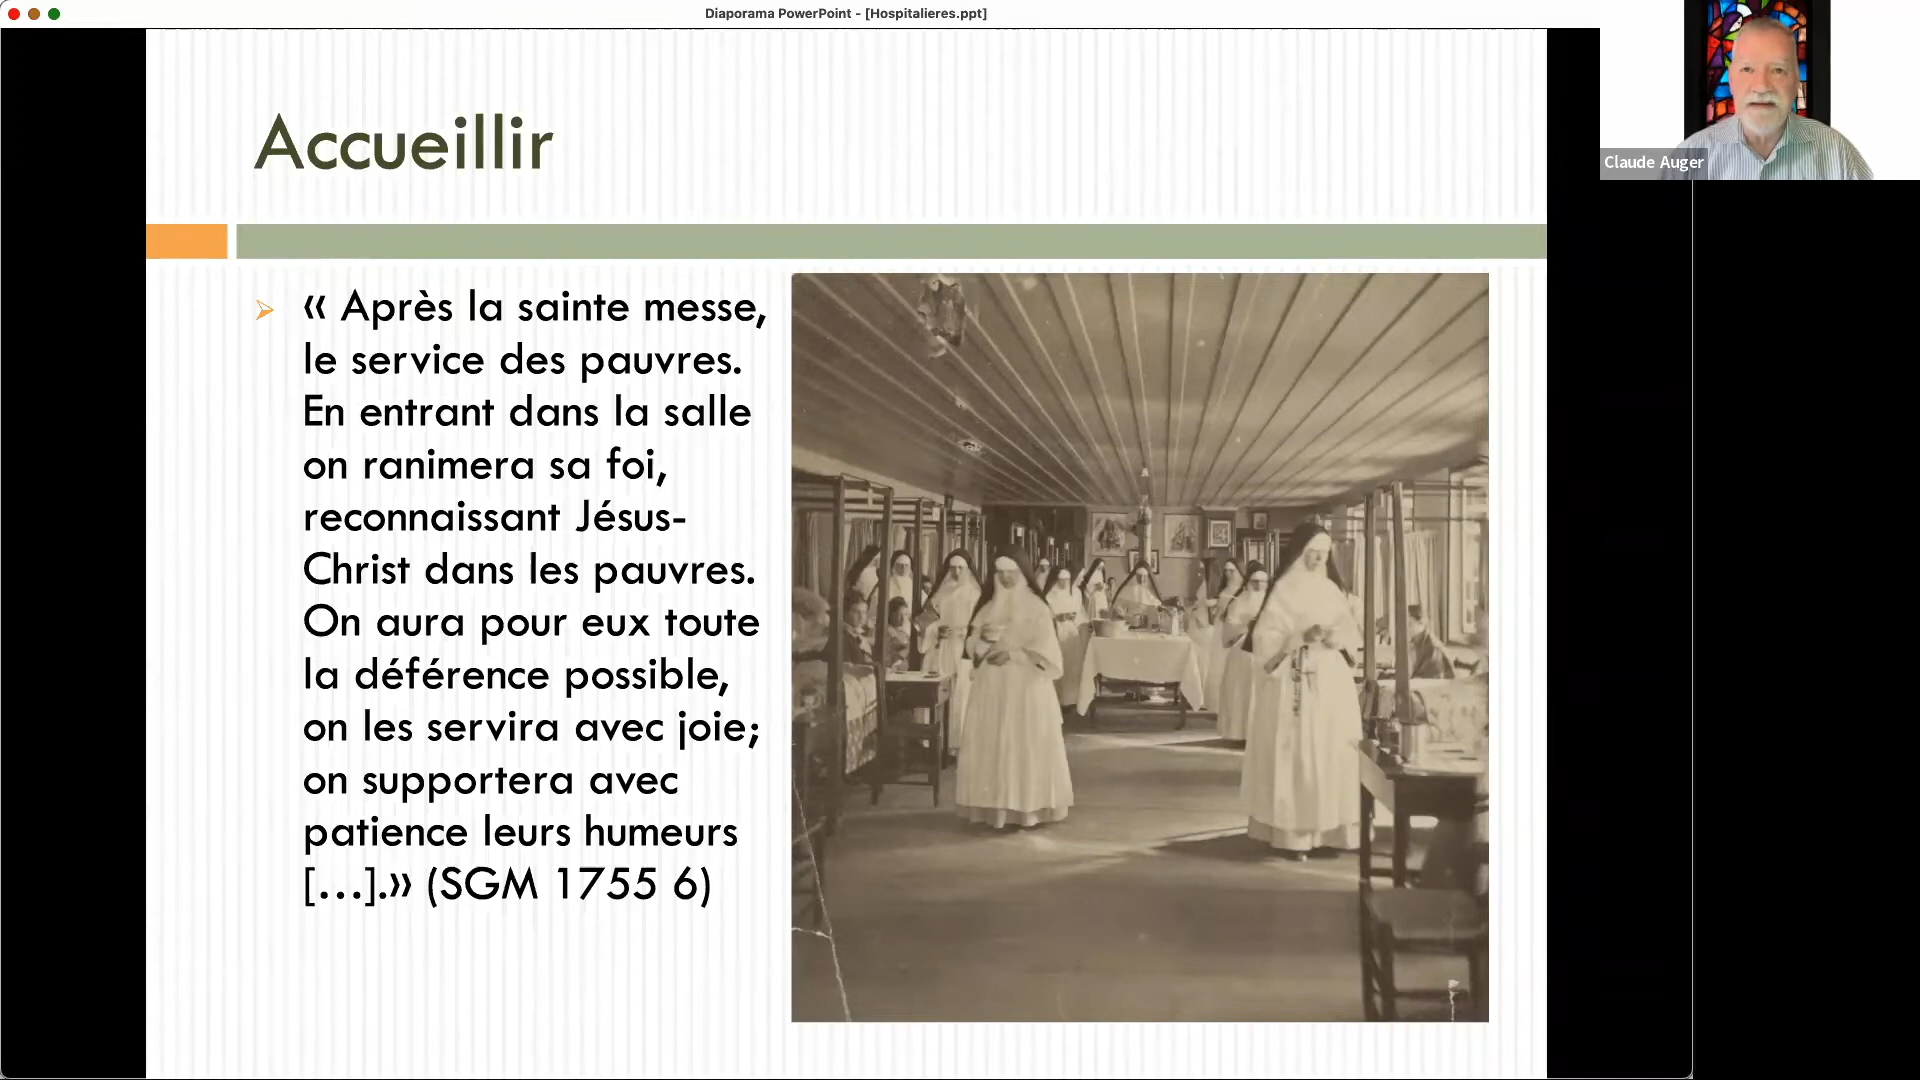 Diaporama PowerPoint - [Hospitalieres.ppt]
Claude Auger
Accueillir
« Après la sainte messe,
le service des pauvres.
En entrant dans la salle
on ranimera sa foi,
reconnaissant Jésus-
Christ dans les pauvres.
On aura pour eux toute
la déférence possible,
on les servira avec joie;
on supportera avec
patience leurs humeurs
[…].» (SGM 1755 6)